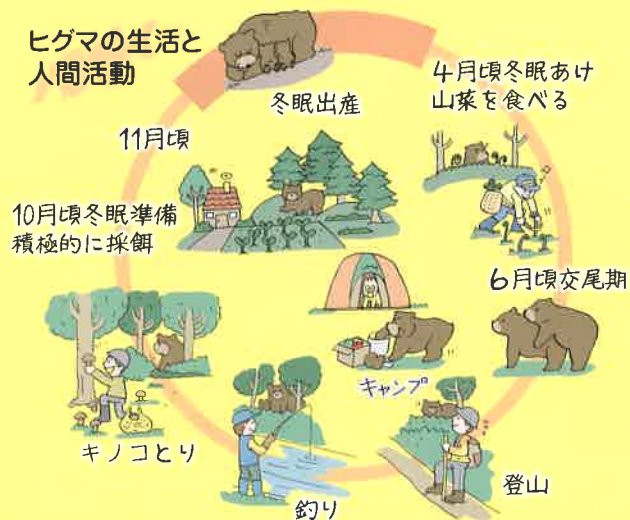 ヒグマの生活と
人間活動
冬眠出産
4月頃冬眠あけ
山菜を食べる
6月頃交尾期
キャンプ
登山
釣り
キノコとり
10月頃冬眠準備
積極的に採餌
11月頃